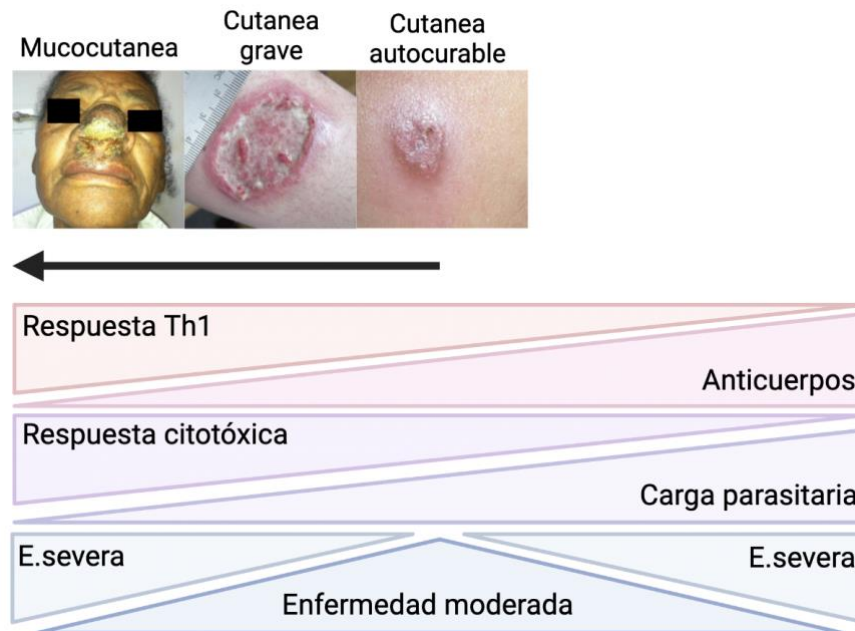 Mucocutanea
Cutanea
grave
Cutanea
autocurable
Respuesta Th1
Anticuerpos
Respuesta citotóxica
Carga parasitaria
E.severa
E.severa
Enfermedad moderada